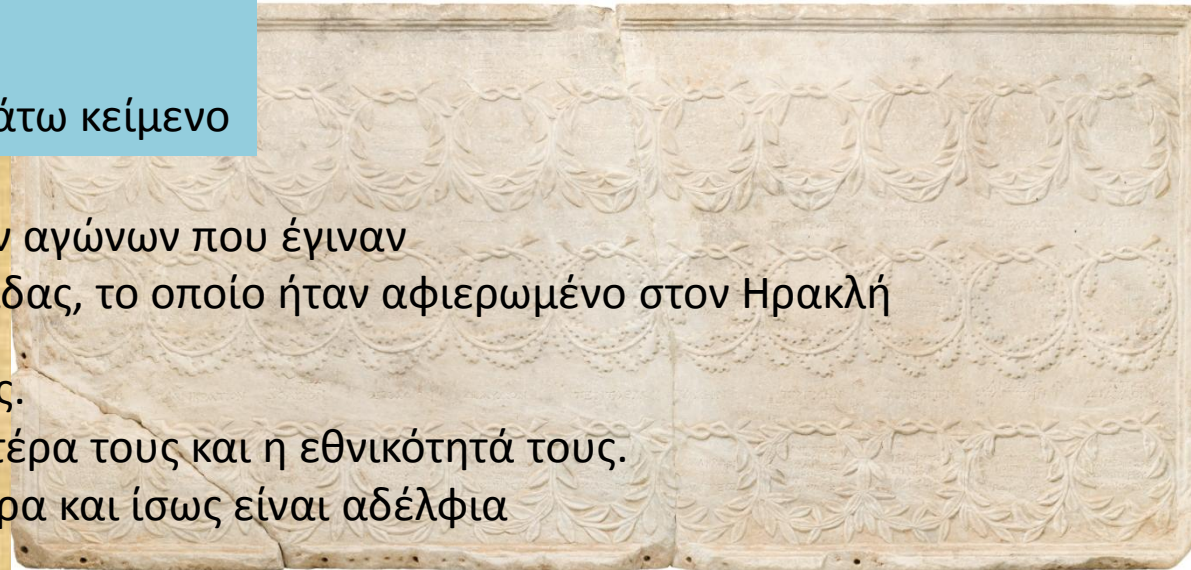 άτω κείμενο
ν αγώνων που έγιναν
δας, το οποίο ήταν αφιερωμένο στον Ηρακλή
ς.
τέρα τους και η εθνικότητά τους.
ρα και ίσως είναι αδέλφια